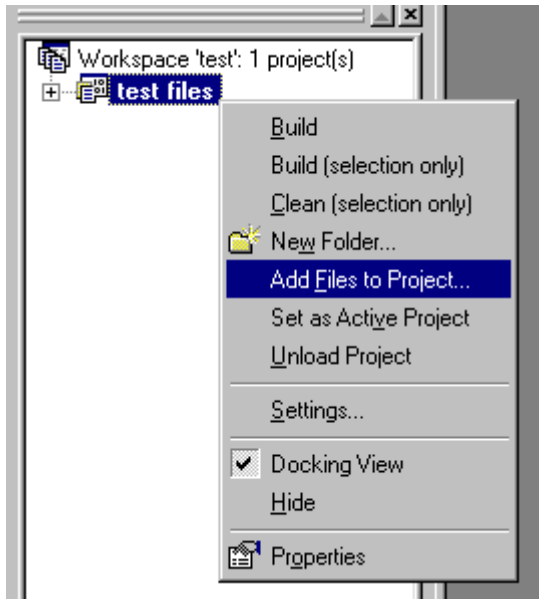 Workspace 'test': 1 project(s)
test files
Build
Build (selection only)
Clean (selection only)
New Folder...
Add Files to Project...
Set as Active Project
Unload Project
Settings...
Docking View
Hide
Properties